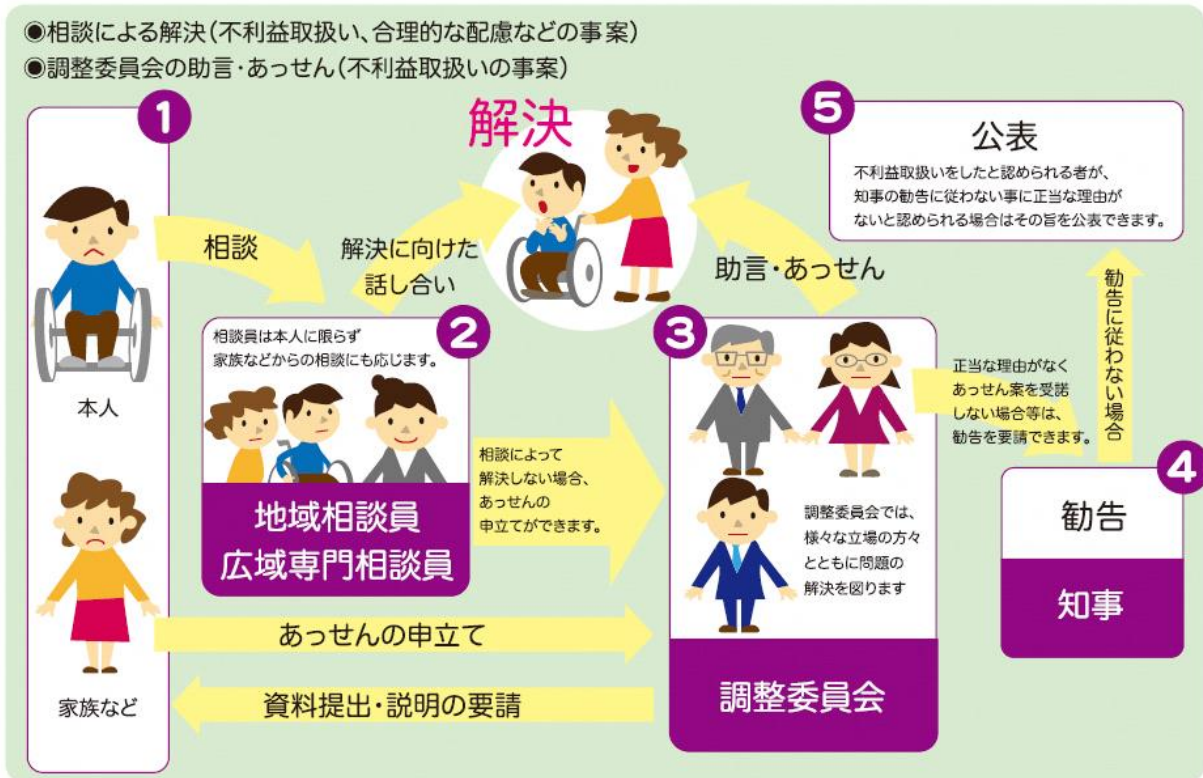 ◉相談による解決(不利益取扱い、合理的な配慮などの事案)
◉調整委員会の助言・あっせん(不利益取扱いの事案)
1
本人
家族など
相談
2
相談員は本人に限らず
家族などからの相談にも応じます。
地域相談員
広域専門相談員
解決に向けた
話し合い
解決
相談によって
解決しない場合、
あっせんの
申立てができます。
あっせんの申立て
資料提出・説明の要請
3
調整委員会では、
様々な立場の方々
とともに問題の
解決を図ります
調整委員会
助言・あっせん
正当な理由がなく
あっせん案を受諾
しない場合等は、
勧告を要請できます。
4
勧告
知事
勧告に従わない場合
5
公表
不利益取扱いをしたと認められる者が、
知事の勧告に従わない事に正当な理由が
ないと認められる場合はその旨を公表できます。